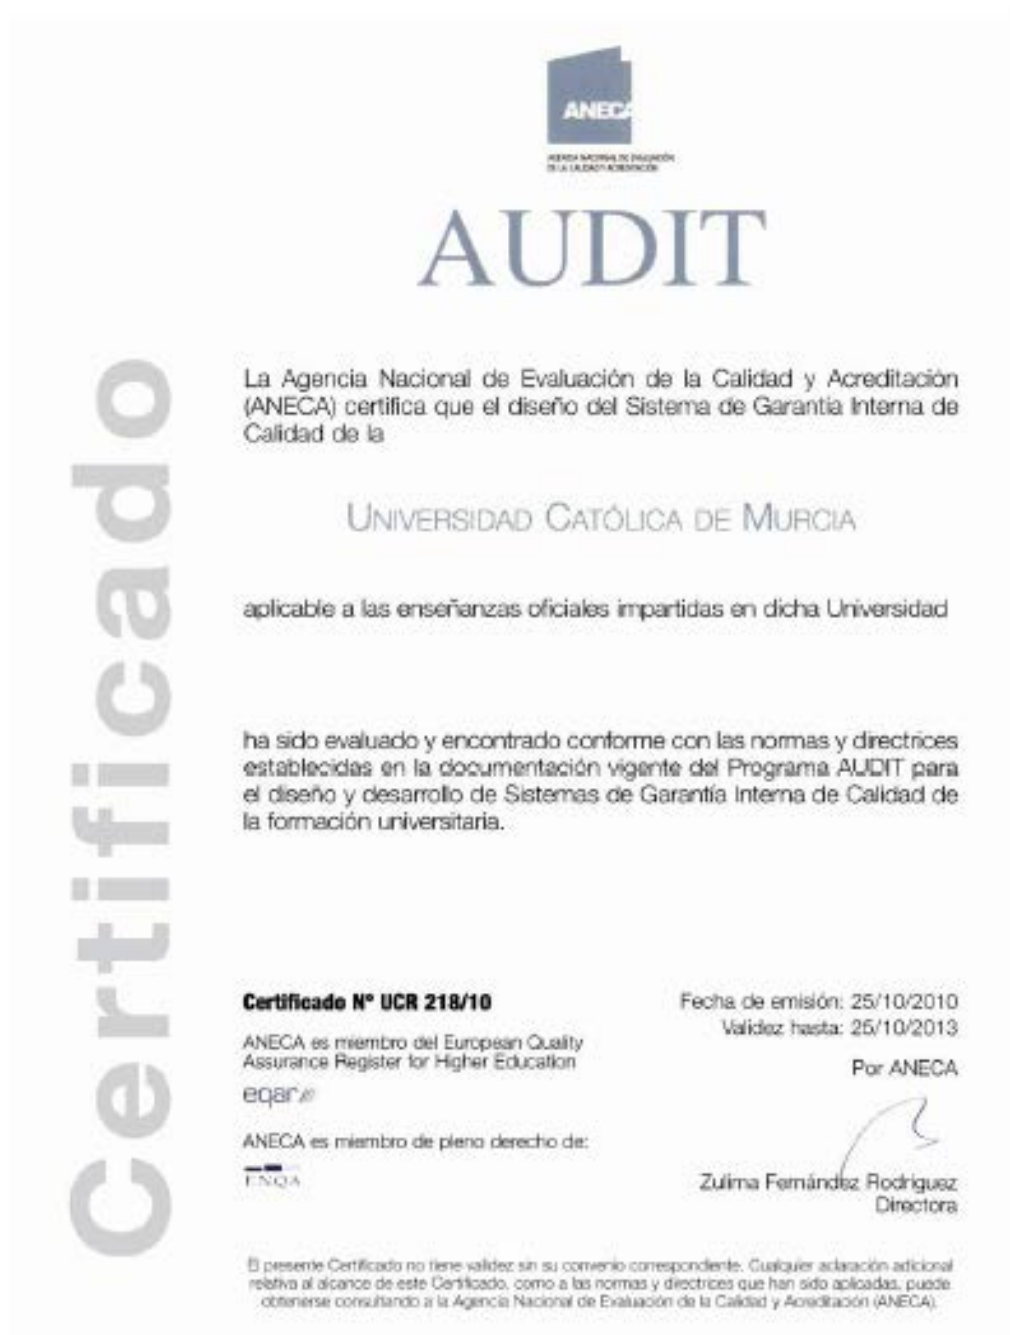 ANECA
AGENCIA NACIONAL DE EVALUACIÓN
DE LA CALIDAD Y ACREDITACIÓN
AUDIT
Certificado
La Agencia Nacional de Evaluación de la Calidad y Acreditación
(ANECA) certifica que el diseño del Sistema de Garantía Interna de
Calidad de la
UNIVERSIDAD CATÓLICA DE MURCIA
aplicable a las enseñanzas oficiales impartidas en dicha Universidad
ha sido evaluado y encontrado conforme con las normas y directrices
establecidas en la documentación vigente del Programa AUDIT para
el diseño y desarrollo de Sistemas de Garantía Interna de Calidad de
la formación universitaria.
Certificado Nº UCR 218/10
ANECA es miembro del European Quality
Assurance Register for Higher Education
eqar
ANECA es miembro de pleno derecho de:
ENQA
Fecha de emisión: 25/10/2010
Validez hasta: 25/10/2013
Por ANECA
Zulima Fernández Rodríguez
Directora
El presente Certificado no tiene validez sin su convenio correspondiente. Cualquier aclaración adicional
relativa al alcance de este Certificado, como a las normas y directrices que han sido aplicadas, puede
obtenerse consultando a la Agencia Nacional de Evaluación de la Calidad y Acreditación (ANECA).